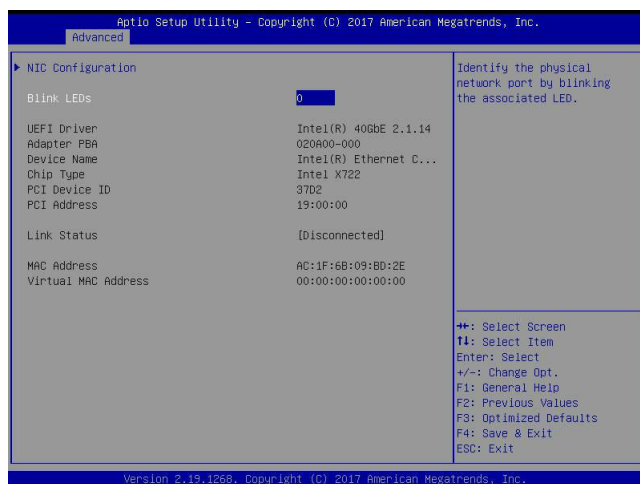 Aptio Setup Utility – Copyright (C) 2017 American Megatrends, Inc.
Advanced
NIC Configuration
Blink LEDs 0
UEFI Driver Intel(R) 40GbE 2.1.14
Adapter PBA 020A00-000
Device Name Intel(R) Ethernet C...
Chip Type Intel X722
PCI Device ID 37D2
PCI Address 19:00:00
Link Status [Disconnected]
MAC Address AC:1F:6B:09:BD:2E
Virtual MAC Address 00:00:00:00:00:00
Identify the physical
network port by blinking
the associated LED.
→←: Select Screen
↑↓: Select Item
Enter: Select
+/-: Change Opt.
F1: General Help
F2: Previous Values
F3: Optimized Defaults
F4: Save & Exit
ESC: Exit
Version 2.19.1268. Copyright (C) 2017 American Megatrends, Inc.